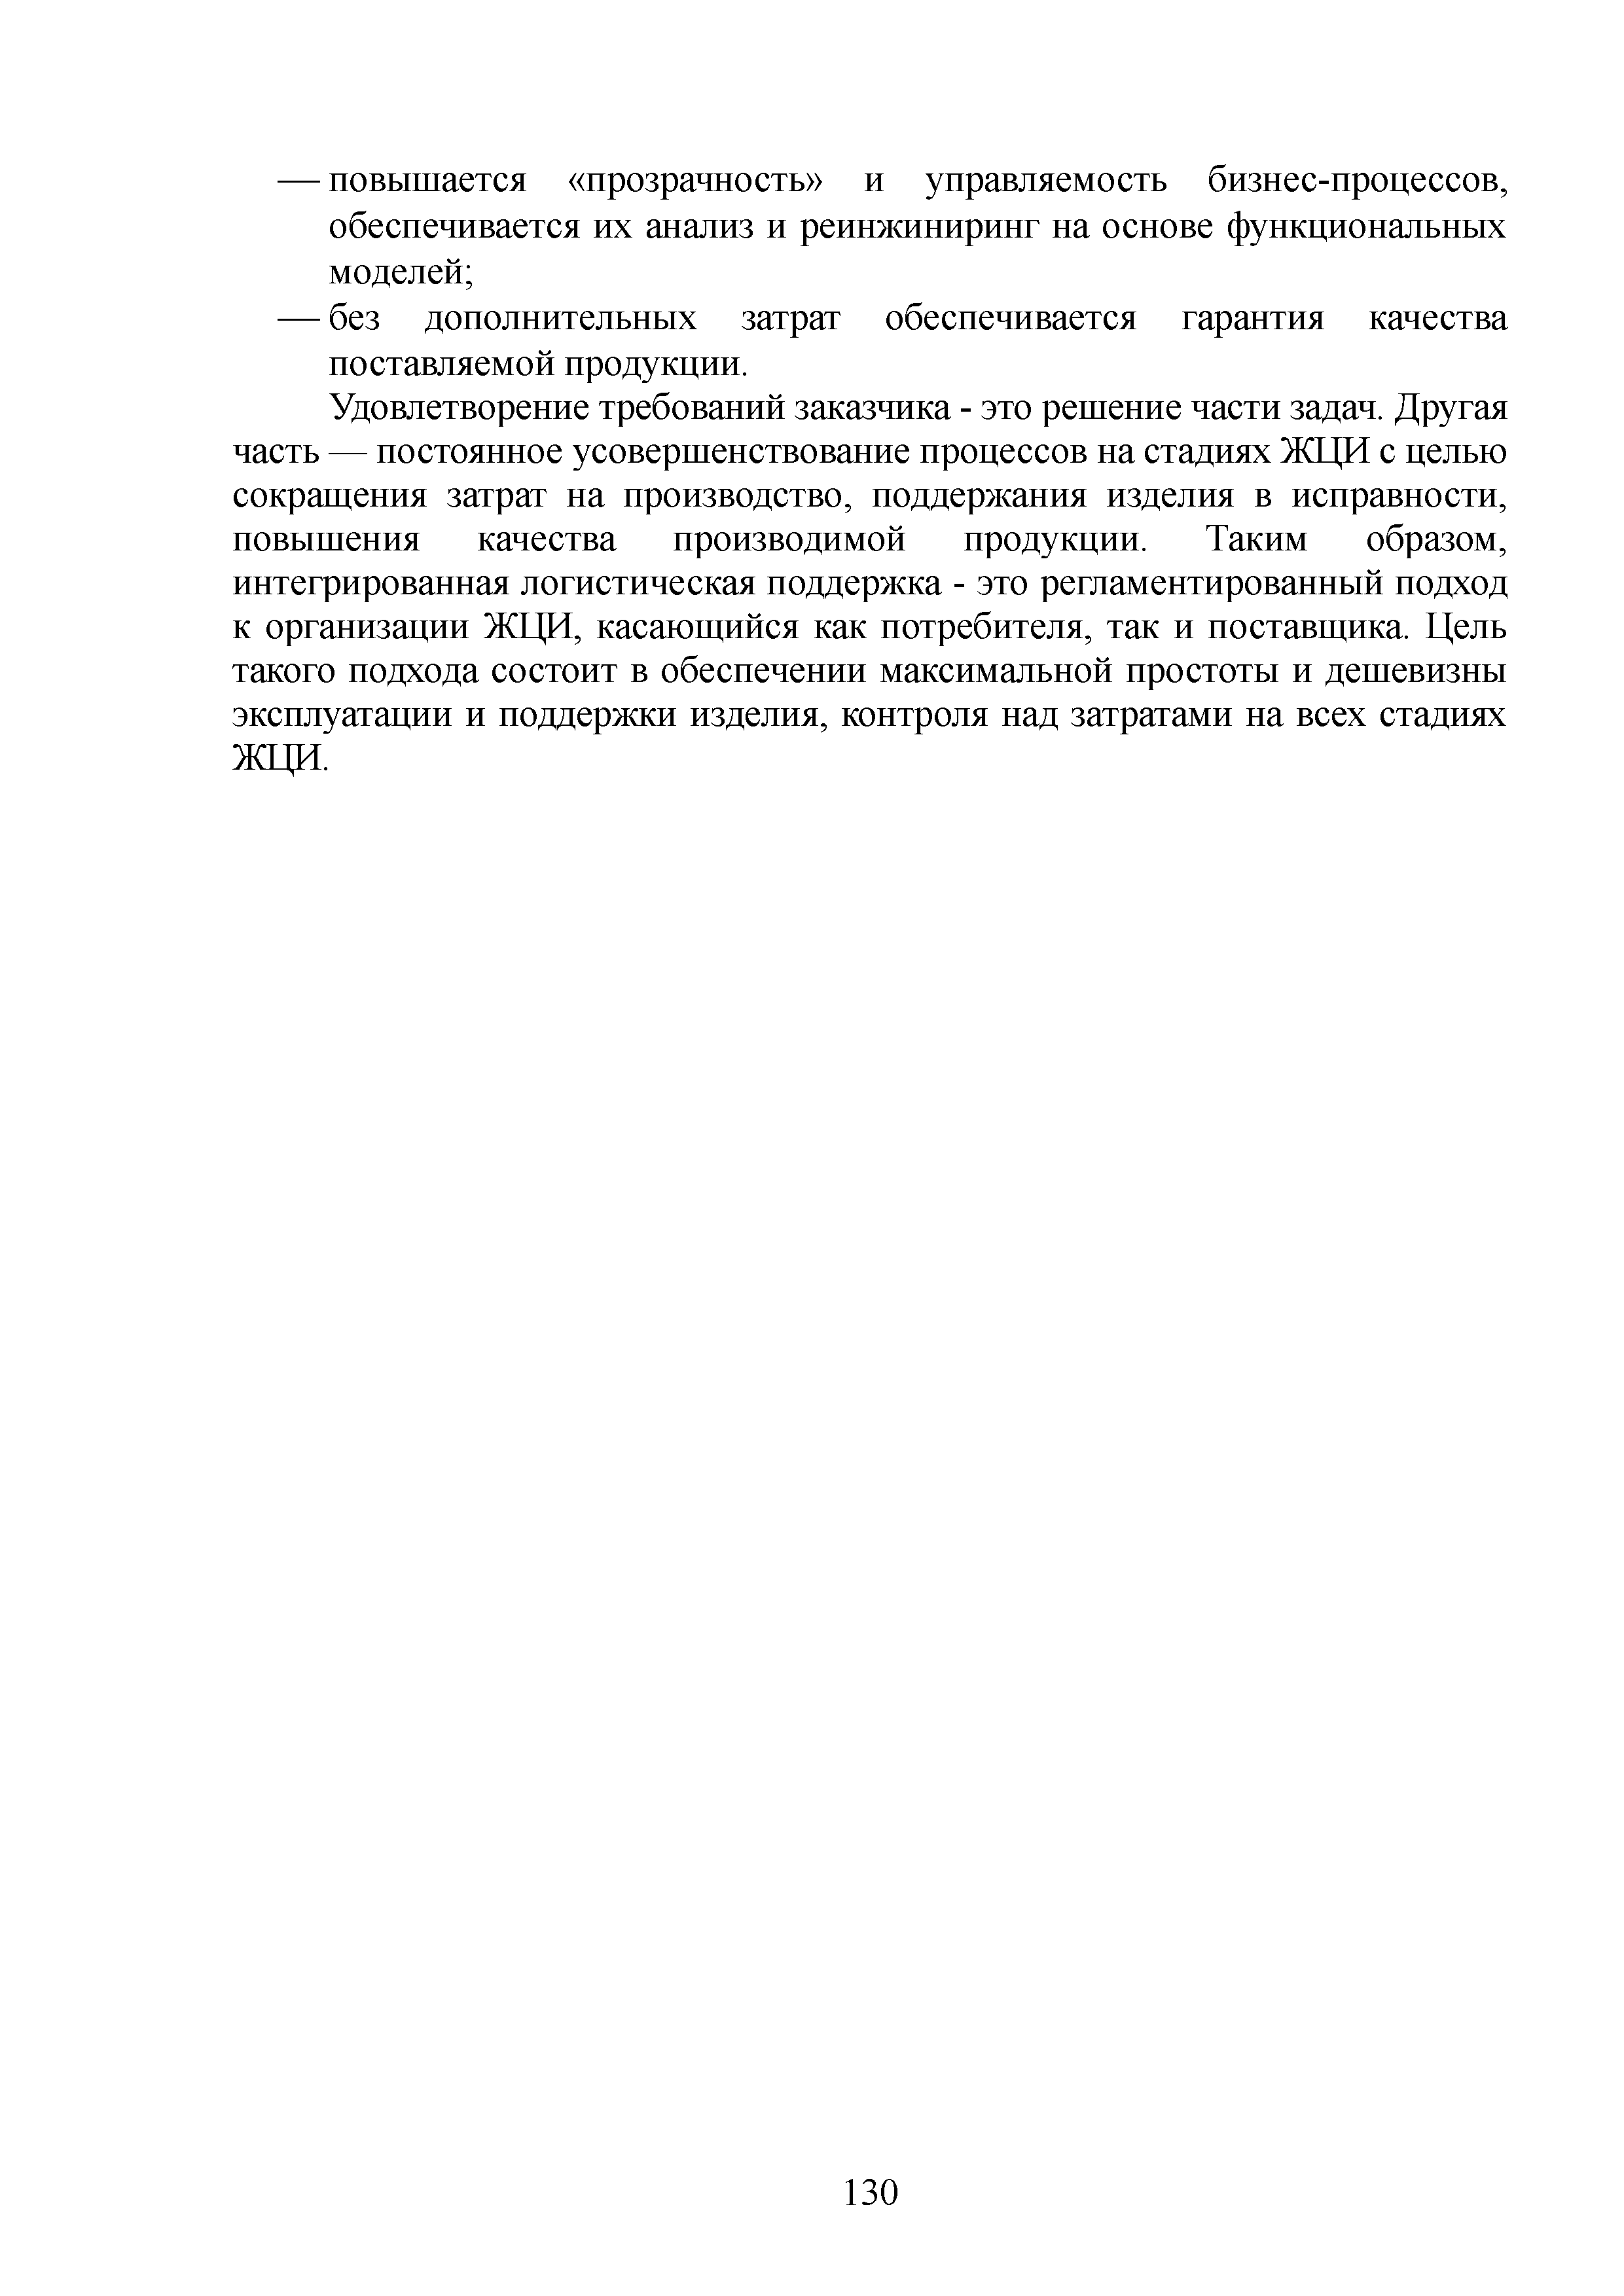 — повышается «прозрачность» и управляемость бизнес-процессов,
обеспечивается их анализ и реинжиниринг на основе функциональных
моделей;
— без дополнительных затрат обеспечивается гарантия качества
поставляемой продукции.
Удовлетворение требований заказчика - это решение части задач. Другая
часть — постоянное усовершенствование процессов на стадиях ЖЦИ с целью
сокращения затрат на производство, поддержания изделия в исправности,
повышения качества производимой продукции. Таким образом,
интегрированная логистическая поддержка - это регламентированный подход
к организации ЖЦИ, касающийся как потребителя, так и поставщика. Цель
такого подхода состоит в обеспечении максимальной простоты и дешевизны
эксплуатации и поддержки изделия, контроля над затратами на всех стадиях
ЖЦИ.
130